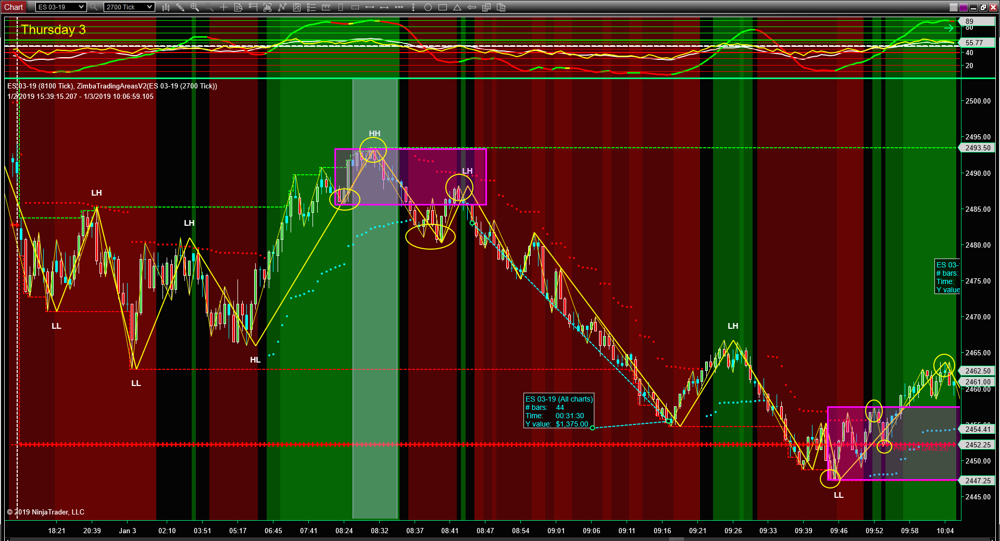 Chart
ES 03-19
2700 Tick
Thursday 3
89
80
55.77
40
20
ES 03-19 (8100 Tick), ZimbaTradingAreasV2(ES 03-19 (2700 Tick))
1/2/2019 15:39:15.207 - 1/3/2019 10:06:59.105
2500.00
2495.00
2493.50
2490.00
2485.00
2480.00
2475.00
2470.00
2465.00
2462.50
2461.00
2460.00
2455.00
2454.41
2452.25
2450.00
2447.25
2445.00
HH
LH
LH
LH
LL
HL
LL
LH
LL
ES 03-
# bars:
Time:
Y value
ES 03-19 (All charts)
# bars: 44
Time: 00:31:30
Y value: $1,375.00
© 2019 NinjaTrader, LLC
18:21 20:39 Jan 3 02:10 03:51 05:17 06:45 07:41 08:24 08:32 08:37 08:41 08:47 08:54 09:01 09:06 09:11 09:16 09:21 09:26 09:33 09:39 09:46 09:52 09:58 10:04